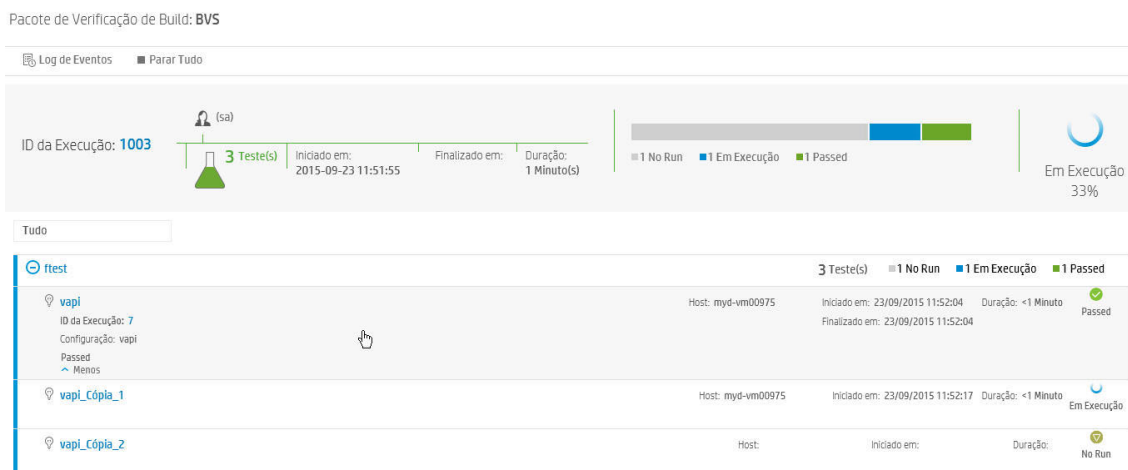 Pacote de Verificação de Build: BVS
Log de Eventos Parar Tudo
(sa)
ID da Execução: 1003
3 Teste(s)
Iniciado em:
2015-09-23 11:51:55
Finalizado em:
Duração:
1 Minuto(s)
1 No Run 1 Em Execução 1 Passed
Em Execução
33%
Tudo
ftest 3 Teste(s) 1 No Run 1 Em Execução 1 Passed
vapi Host: myd-vm00975 Iniciado em: 23/09/2015 11:52:04 Duração: <1 Minuto Passed
ID da Execução: 7 Finalizado em: 23/09/2015 11:52:04
Configuração: vapi
Passed
Menos
vapi_Cópia_1 Host: myd-vm00975 Iniciado em: 23/09/2015 11:52:17 Duração: <1 Minuto Em Execução
vapi_Cópia_2 Host: Iniciado em: Duração: No Run